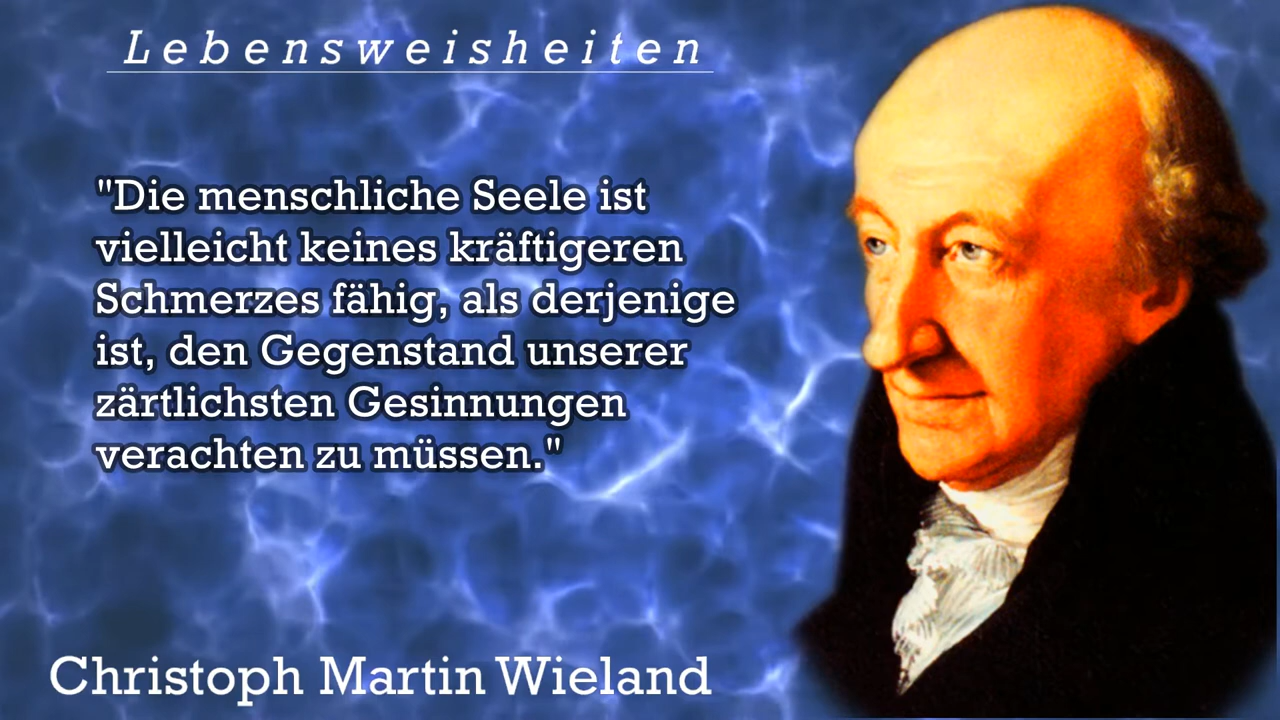 Lebensweisheiten
"Die menschliche Seele ist
vielleicht keines kräftigeren
Schmerzes fähig, als derjenige
ist, den Gegenstand unserer
zärtlichsten Gesinnungen
verachten zu müssen."
Christoph Martin Wieland